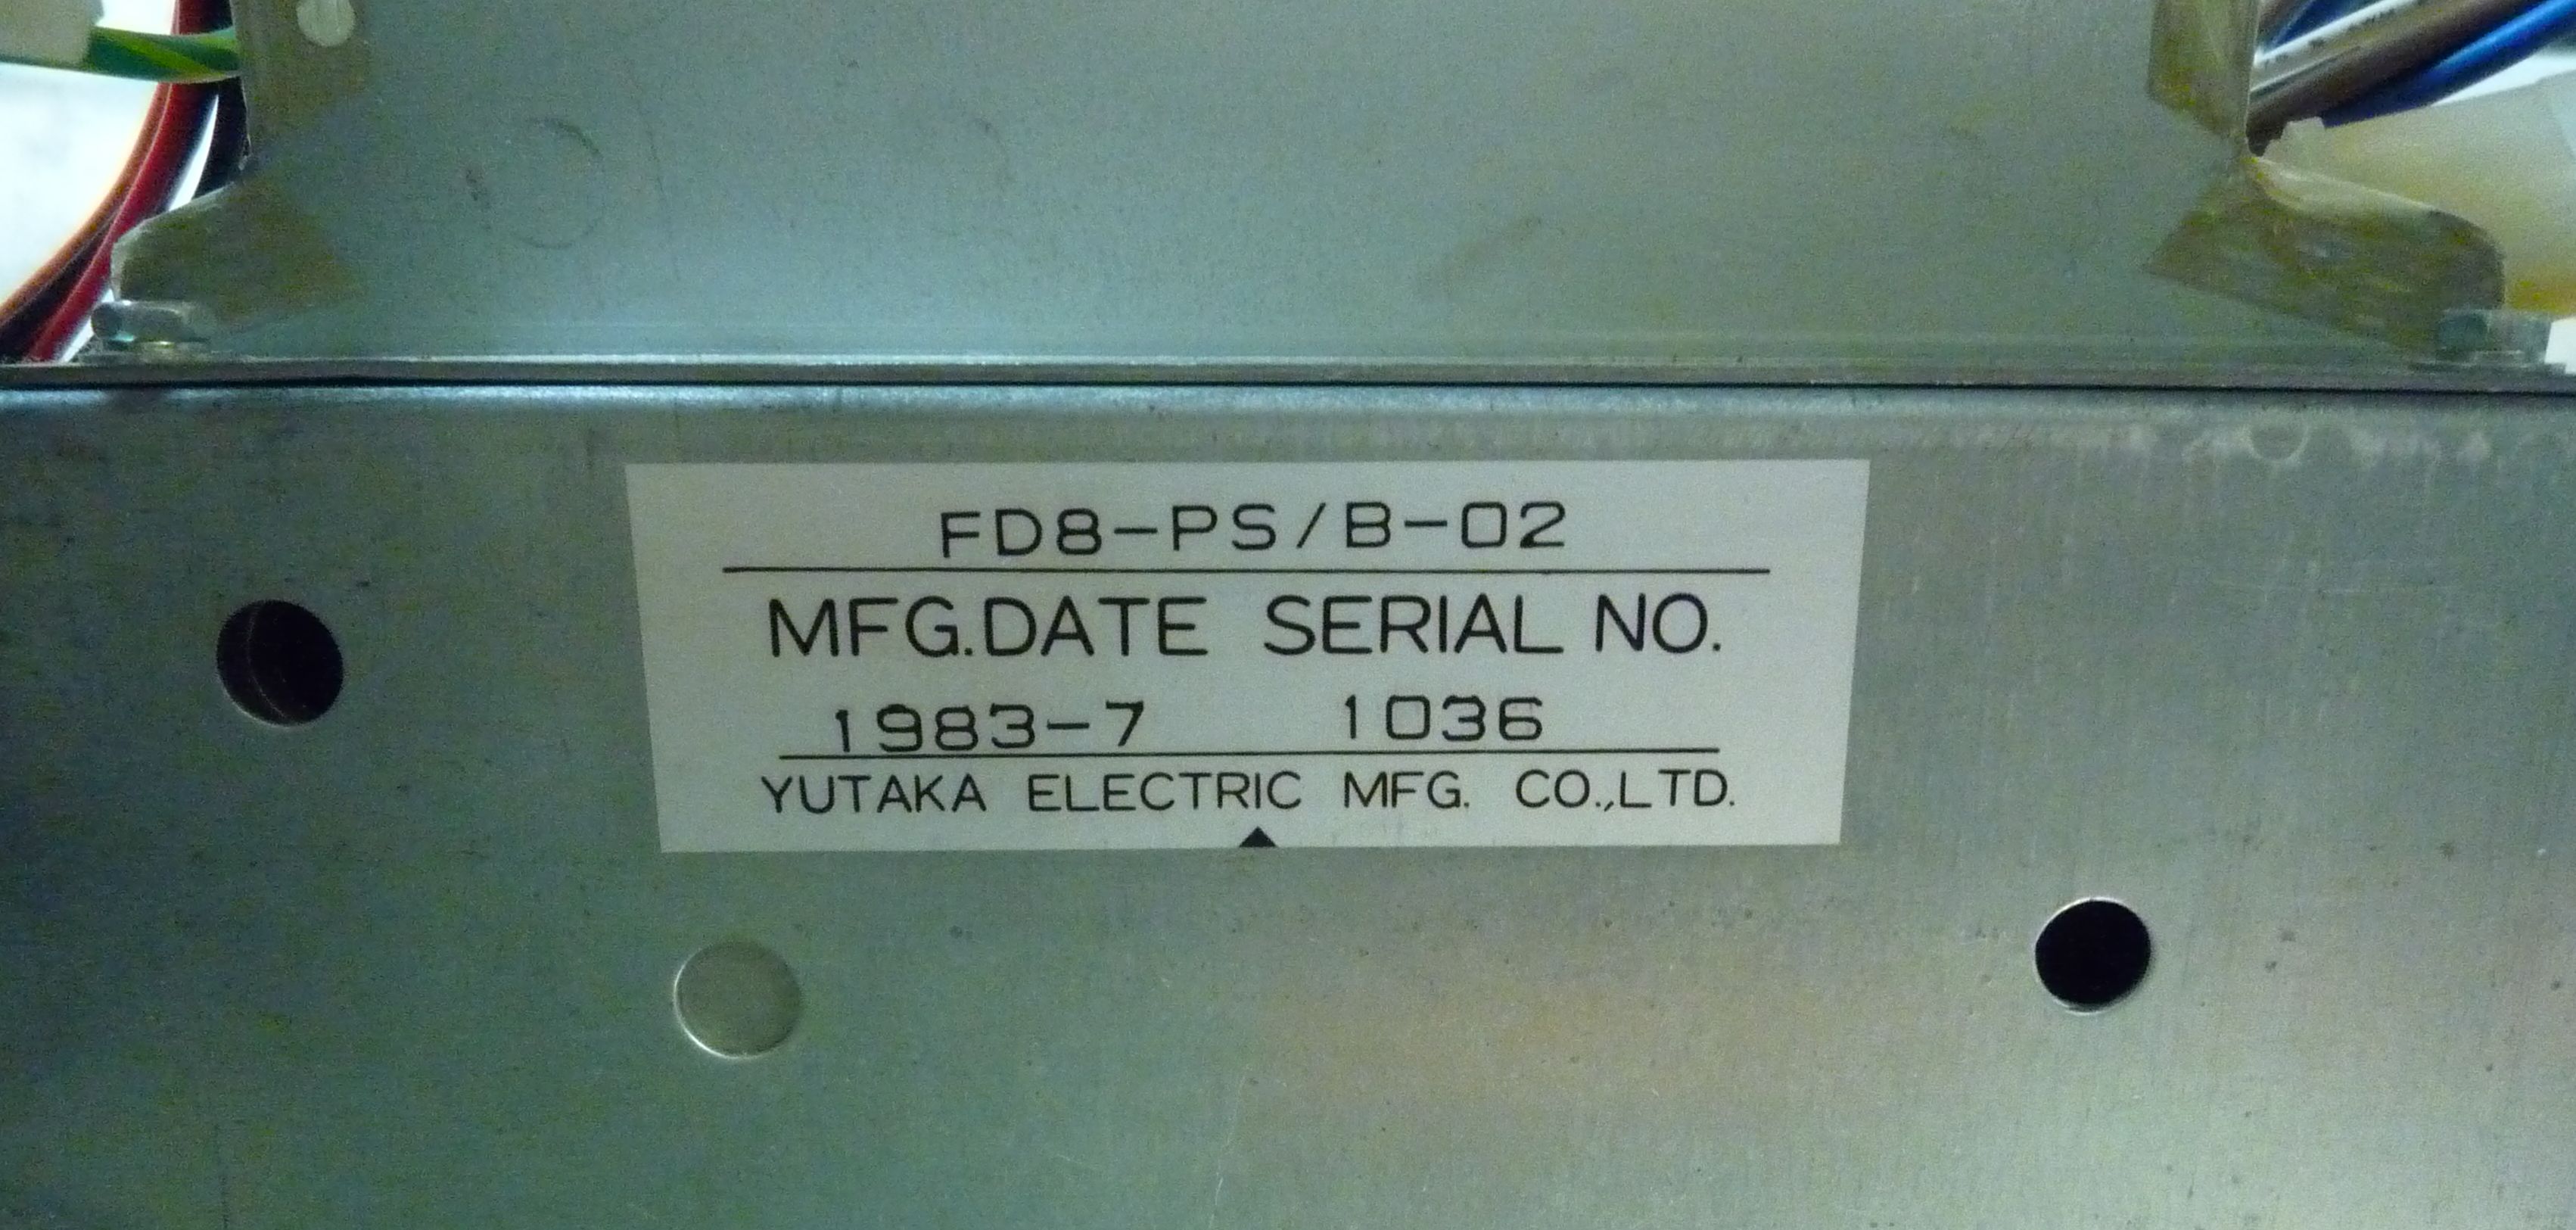 FD8-PS/B-02
MFG.DATE SERIAL NO.
1983-7 1036
YUTAKA ELECTRIC MFG. CO.,LTD.